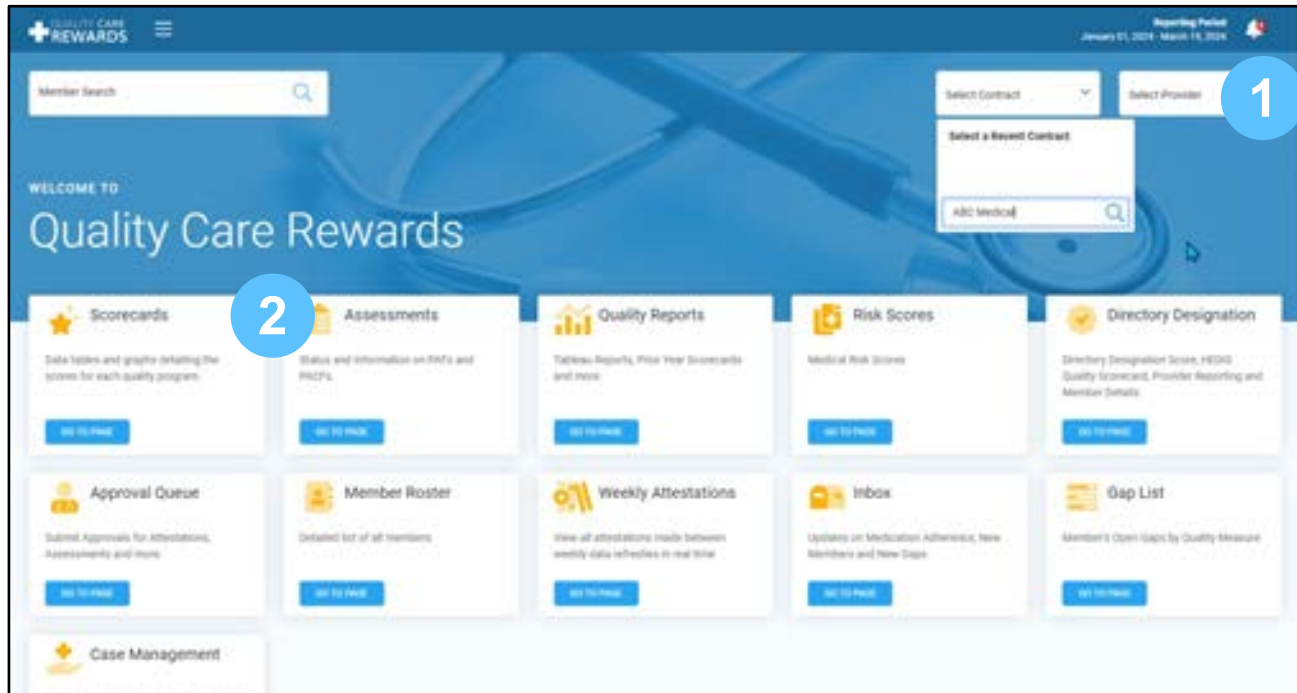 QUALITY CARE
REWARDS
Reporting Period
January 01, 2024 - March 19, 2024
Member Search
Select Contract
Select Provider
1
Select a Recent Contract
ABC Medical
WELCOME TO
Quality Care Rewards
2
Scorecards
Data tables and graphs detailing the
scores for each quality program
GO TO PAGE
Assessments
Status and information on PAFs and
PACFs.
GO TO PAGE
Quality Reports
Tableau Reports, Prior Year Scorecards
and more
GO TO PAGE
Risk Scores
Medical Risk Scores
GO TO PAGE
Directory Designation
Directory Designation Score, HEDIS
Quality Scorecard, Provider Reporting and
Member Details.
GO TO PAGE
Approval Queue
Submit Approvals for Attestations,
Assessments and more
GO TO PAGE
Member Roster
Detailed list of all members
GO TO PAGE
Weekly Attestations
View all attestations made between
weekly data refreshes in real time
GO TO PAGE
Inbox
Updates on Medication Adherence, New
Members and New Gaps
GO TO PAGE
Gap List
Member's Open Gaps by Quality Measure
GO TO PAGE
Case Management